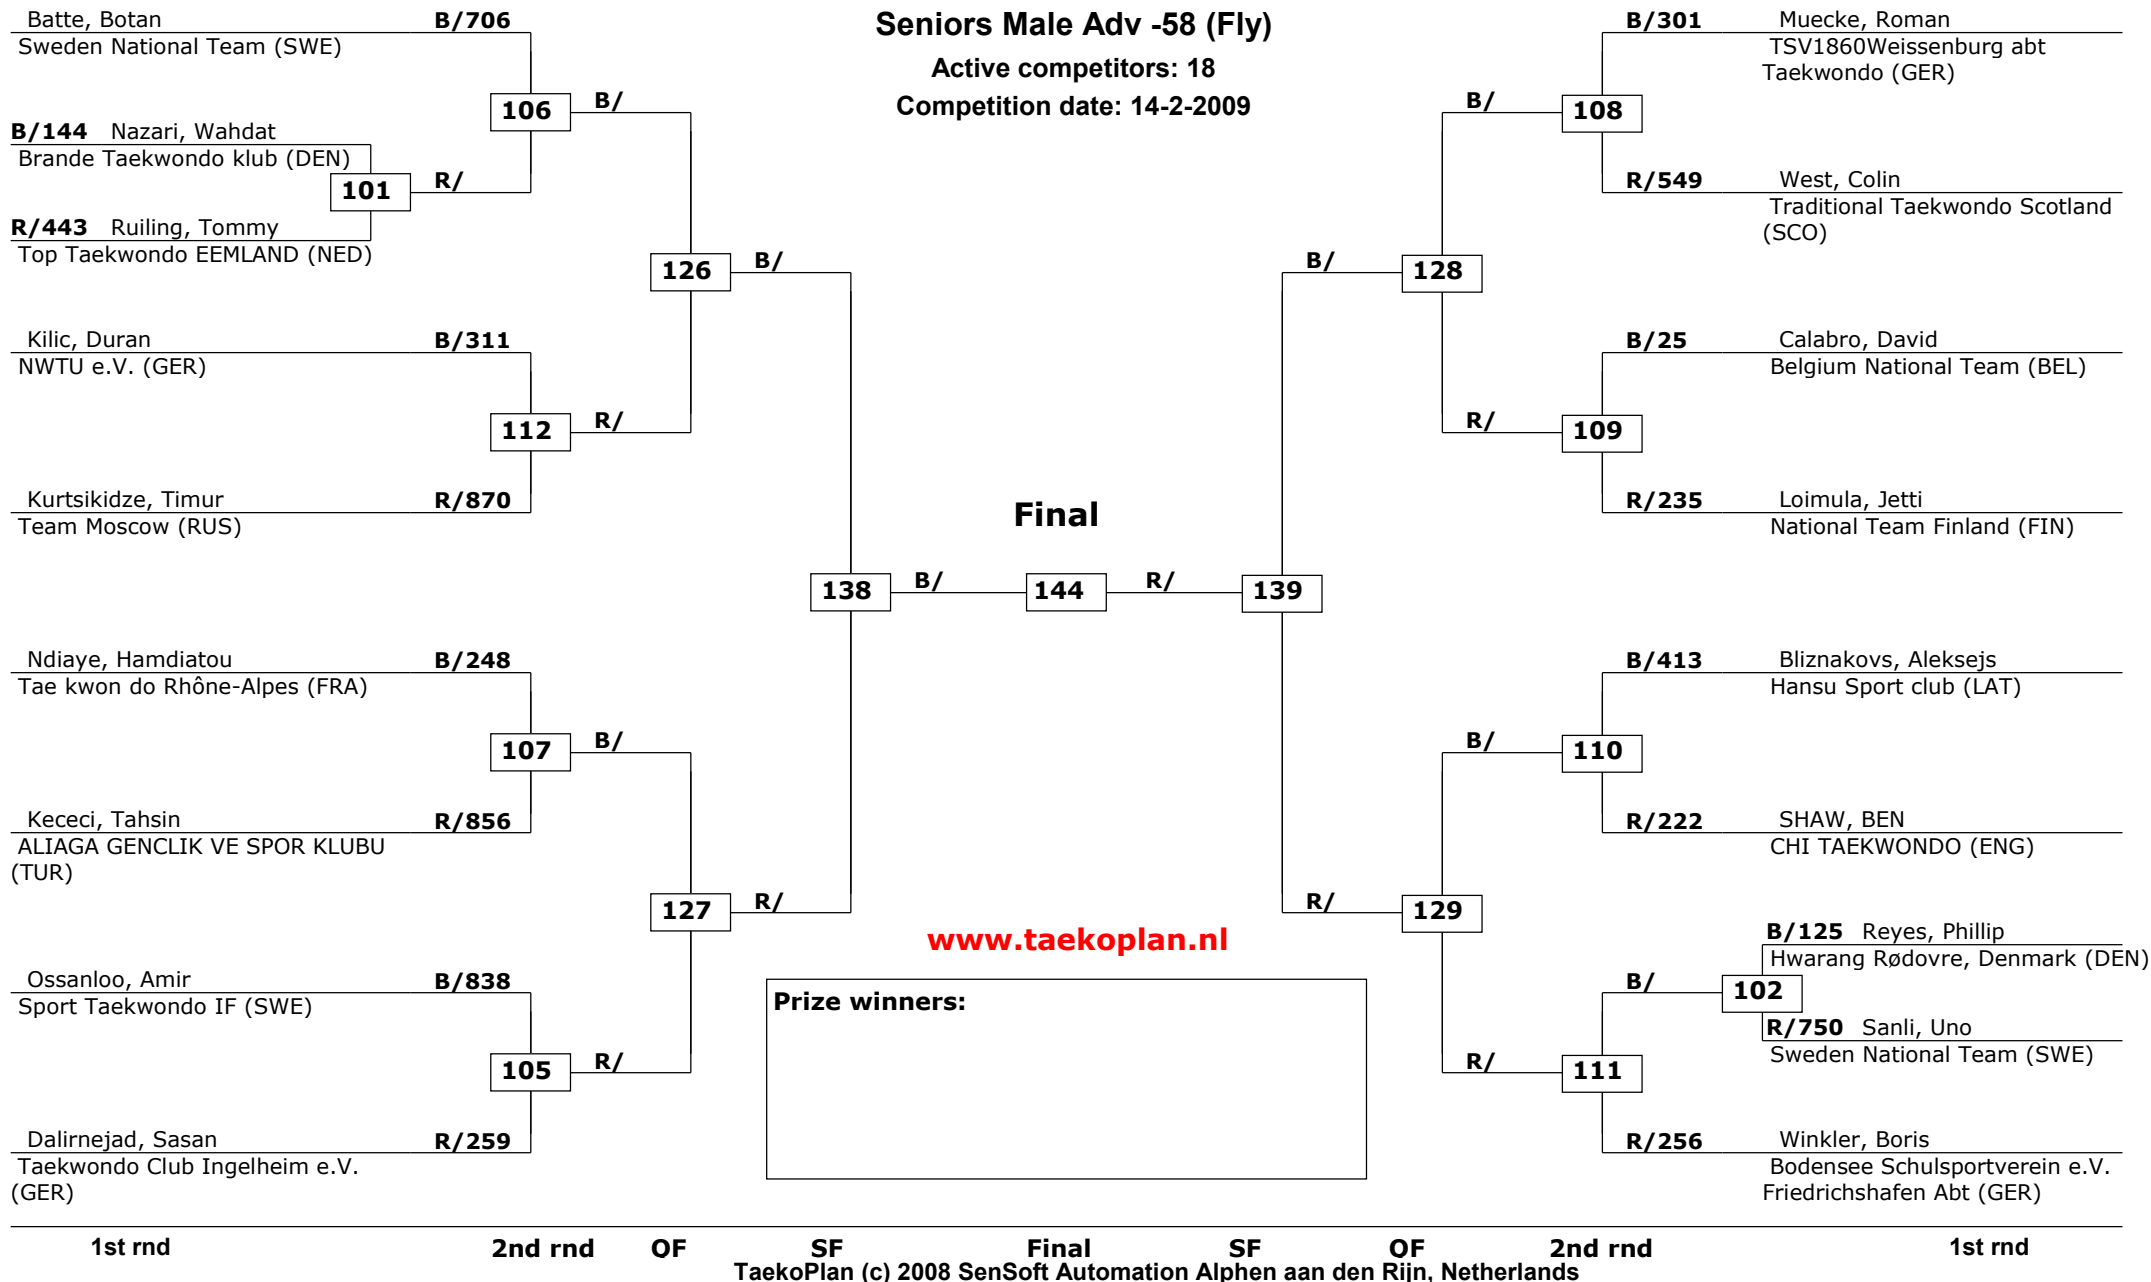 Seniors Male Adv -58 (Fly)
Active competitors: 18
Competition date: 14-2-2009
Batte, Botan B/706
Sweden National Team (SWE)
106 B/
B/144 Nazari, Wahdat
Brande Taekwondo klub (DEN)
101 R/
R/443 Ruiling, Tommy
Top Taekwondo EEMLAND (NED)
126 B/
Kilic, Duran B/311
NWTU e.V. (GER)
112 R/
Kurtsikidze, Timur R/870
Team Moscow (RUS)
Ndiaye, Hamdiatou B/248
Tae kwon do Rhône-Alpes (FRA)
107 B/
Kececi, Tahsin R/856
ALIAGA GENCLIK VE SPOR KLUBU
(TUR)
127 R/
Ossanloo, Amir B/838
Sport Taekwondo IF (SWE)
105 R/
Dalirnejad, Sasan R/259
Taekwondo Club Ingelheim e.V.
(GER)
Final
138 B/ 144 R/ 139
B/301 Muecke, Roman
TSV1860Weissenburg abt
Taekwondo (GER)
B/ 108
R/549 West, Colin
Traditional Taekwondo Scotland
(SCO)
B/ 128
B/25 Calabro, David
Belgium National Team (BEL)
R/ 109
R/235 Loimula, Jetti
National Team Finland (FIN)
B/413 Bliznakovs, Aleksejs
Hansu Sport club (LAT)
B/ 110
R/222 SHAW, BEN
CHI TAEKWONDO (ENG)
R/ 129
B/125 Reyes, Phillip
Hwarang Rødovre, Denmark (DEN)
B/ 102
R/750 Sanli, Uno
Sweden National Team (SWE)
R/ 111
R/256 Winkler, Boris
Bodensee Schulsportverein e.V.
Friedrichshafen Abt (GER)
www.taekoplan.nl
Prize winners:
1st rnd 2nd rnd QF SF Final SF QF 2nd rnd 1st rnd
TaekoPlan (c) 2008 SenSoft Automation Alphen aan den Rijn, Netherlands